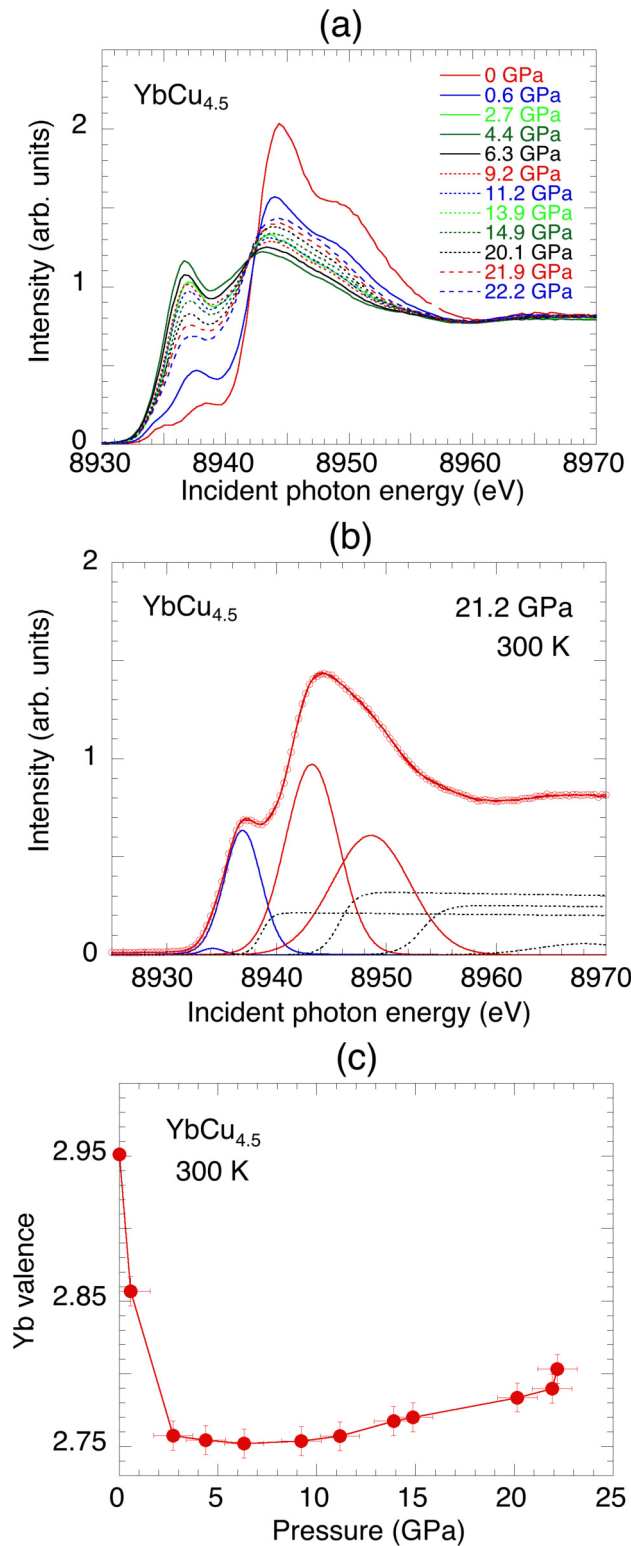 (a)
YbCu4.5
0 GPa
0.6 GPa
2.7 GPa
4.4 GPa
6.3 GPa
9.2 GPa
11.2 GPa
13.9 GPa
14.9 GPa
20.1 GPa
21.9 GPa
22.2 GPa
2
1
0
Intensity (arb. units)
8930 8940 8950 8960 8970
Incident photon energy (eV)
(b)
YbCu4.5
21.2 GPa
300 K
2
1
0
Intensity (arb. units)
8930 8940 8950 8960 8970
Incident photon energy (eV)
(c)
YbCu4.5
300 K
2.95
2.85
2.75
Yb valence
0 5 10 15 20 25
Pressure (GPa)